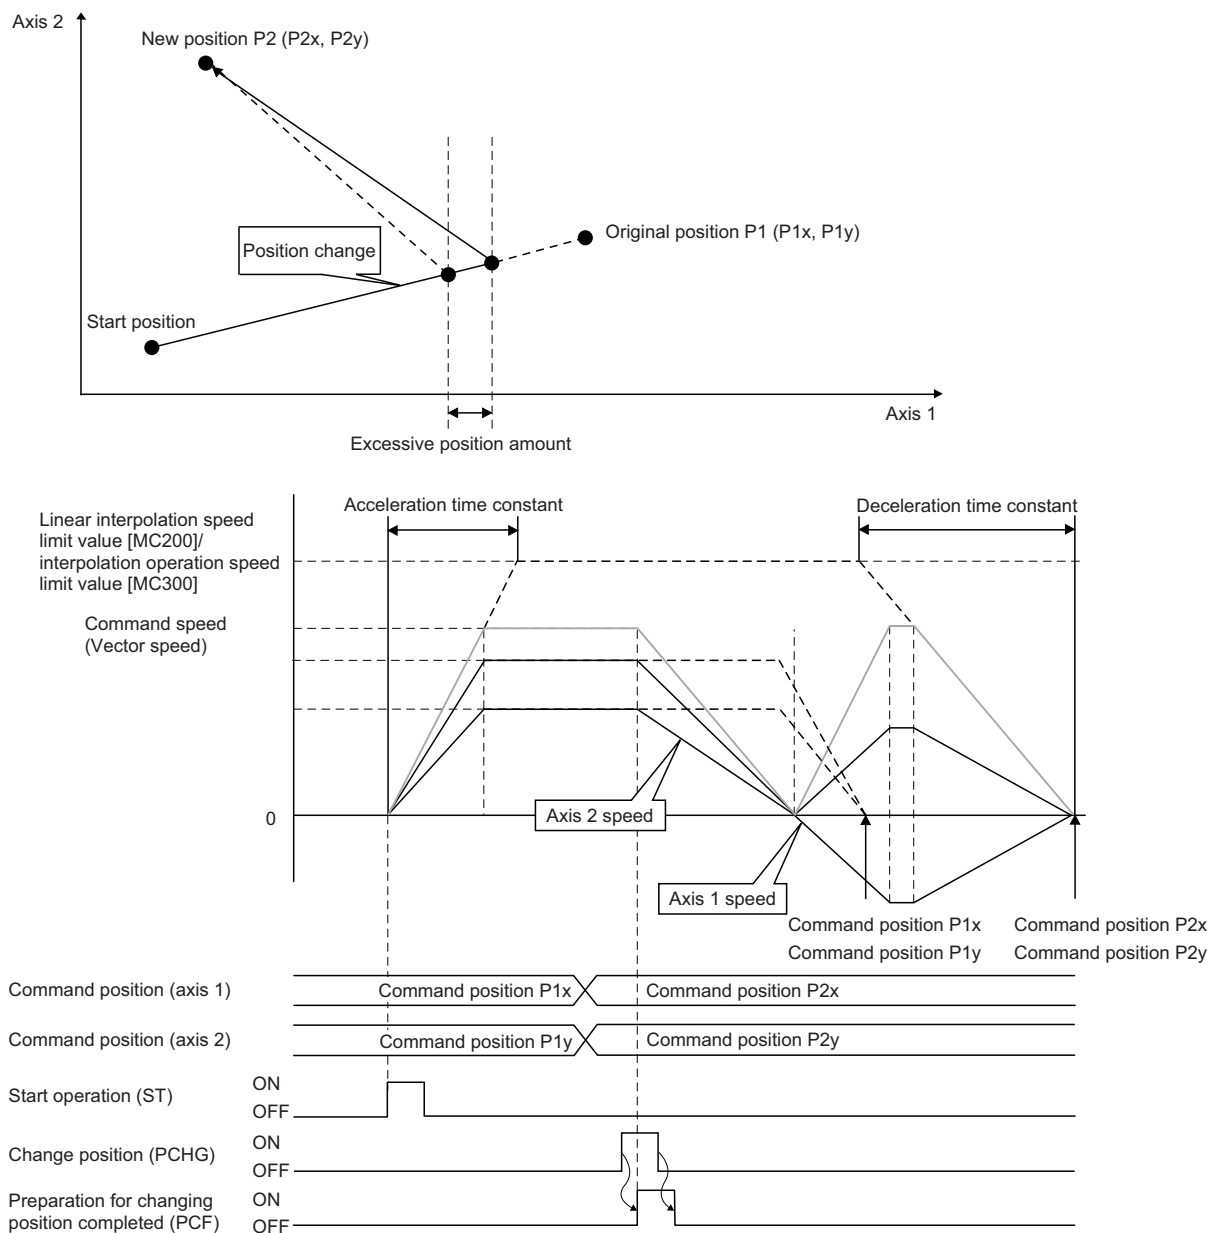 Axis 2
New position P2 (P2x, P2y)
Original position P1 (P1x, P1y)
Position change
Start position
Axis 1
Excessive position amount
Acceleration time constant
Deceleration time constant
Linear interpolation speed
limit value [MC200]/
interpolation operation speed
limit value [MC300]
Command speed
(Vector speed)
0
Axis 2 speed
Axis 1 speed
Command position P1x
Command position P1y
Command position P2x
Command position P2y
Command position (axis 1)
Command position P1x
Command position P2x
Command position (axis 2)
Command position P1y
Command position P2y
Start operation (ST)
ON
OFF
Change position (PCHG)
ON
OFF
Preparation for changing
position completed (PCF)
ON
OFF